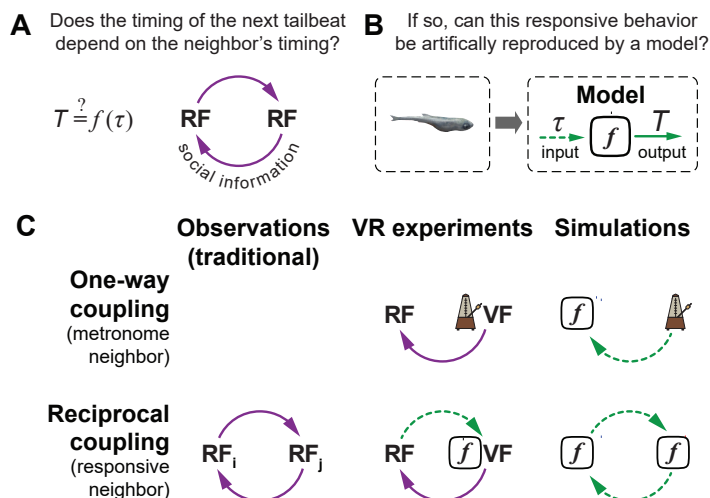 A
Does the timing of the next tailbeat
depend on the neighbor's timing?
T ?= f(τ)
RF RF
social information
B
If so, can this responsive behavior
be artifically reproduced by a model?
Model
τ f T
input output
C
Observations
(traditional)
VR experiments
Simulations
One-way
coupling
(metronome
neighbor)
RF VF
f
Reciprocal
coupling
(responsive
neighbor)
RFi RFj
RF f VF
f f